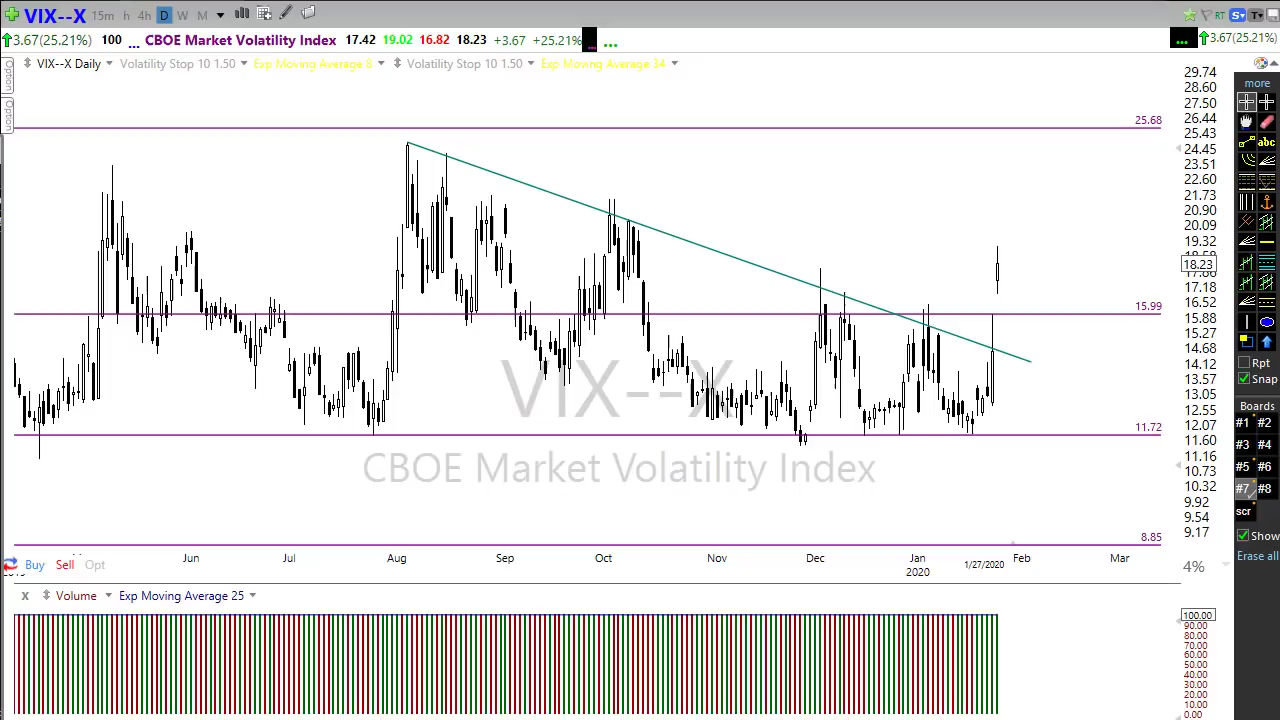 VIX--X 15m h 4h D W M
RT S T 3.67(25.21%)
3.67(25.21%) 100 ... CBOE Market Volatility Index 17.42 19.02 16.82 18.23 +3.67 +25.21% ... ...
VIX--X Daily Volatility Stop 10 1.50 Exp Moving Average 8 Volatility Stop 10 1.50 Exp Moving Average 34
Option
Option
29.74
28.60
27.50
26.44
25.43
24.45
23.51
22.60
21.73
20.90
20.09
19.32
18.23
17.18
16.52
15.88
15.27
14.68
14.12
13.57
13.05
12.55
12.07
11.60
11.16
10.73
10.32
9.92
9.54
9.17
25.68
15.99
11.72
8.85
VIX--X
CBOE Market Volatility Index
Jun Jul Aug Sep Oct Nov Dec Jan Feb Mar
2020 1/27/2020
Buy Sell Opt
4%
x Volume Exp Moving Average 25
100.00
90.00
80.00
70.00
60.00
50.00
40.00
30.00
20.00
10.00
0.00
more
abc
Rpt
Snap
Boards
#1 #2
#3 #4
#5 #6
#7 #8
scr
Show
Erase all